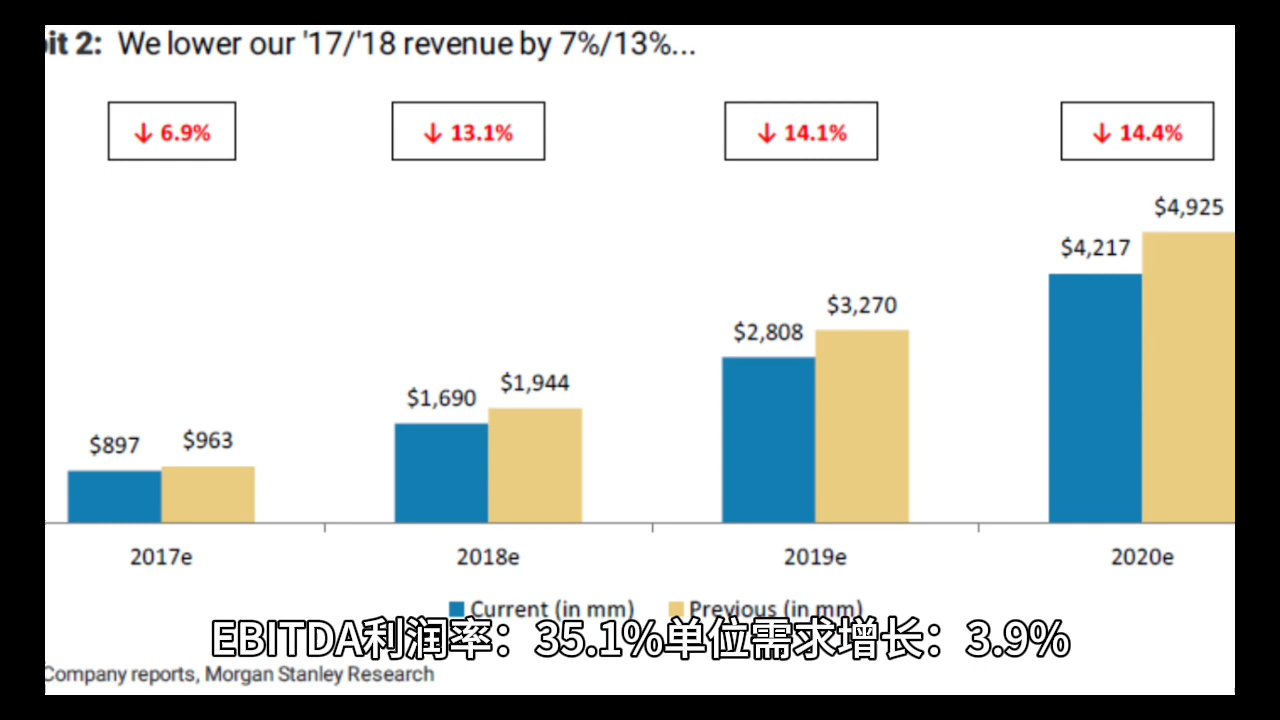 it 2: We lower our '17/'18 revenue by 7%/13%...
↓ 6.9%
↓ 13.1%
↓ 14.1%
↓ 14.4%
$897
$963
$1,690
$1,944
$2,808
$3,270
$4,217
$4,925
2017e
2018e
2019e
2020e
Current (in mm)
Previous (in mm)
EBITDA利润率：35.1%单位需求增长：3.9%
Company reports, Morgan Stanley Research